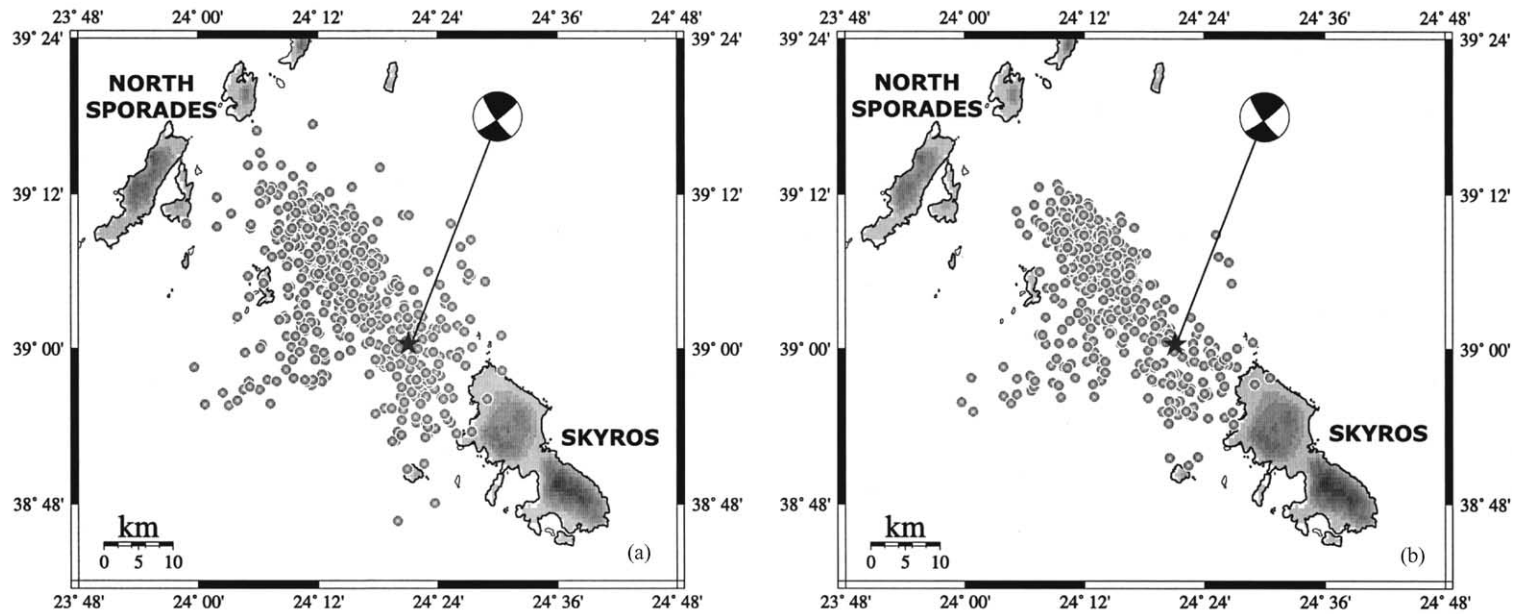 23° 48' 24° 00' 24° 12' 24° 24' 24° 36' 24° 48'
39° 24' 39° 24'
NORTH
SPORADES
39° 12' 39° 12'
39° 00' 39° 00'
SKYROS
38° 48' 38° 48'
km
0 5 10
(a)
23° 48' 24° 00' 24° 12' 24° 24' 24° 36' 24° 48'
23° 48' 24° 00' 24° 12' 24° 24' 24° 36' 24° 48'
39° 24' 39° 24'
NORTH
SPORADES
39° 12' 39° 12'
39° 00' 39° 00'
SKYROS
38° 48' 38° 48'
km
0 5 10
(b)
23° 48' 24° 00' 24° 12' 24° 24' 24° 36' 24° 48'